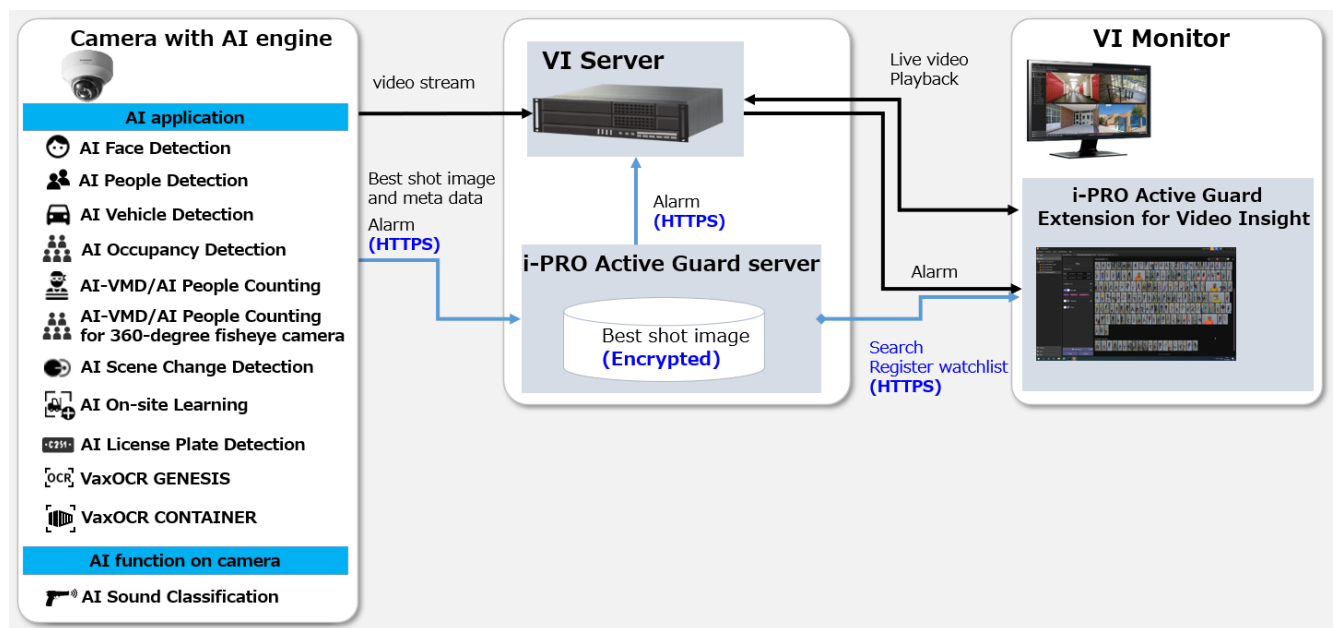 Camera with AI engine
AI application
AI Face Detection
AI People Detection
AI Vehicle Detection
AI Occupancy Detection
AI-VMD/AI People Counting
AI-VMD/AI People Counting
for 360-degree fisheye camera
AI Scene Change Detection
AI On-site Learning
AI License Plate Detection
OCR VaxOCR GENESIS
VaxOCR CONTAINER
AI function on camera
AI Sound Classification
video stream
Best shot image
and meta data
Alarm
(HTTPS)
VI Server
Alarm
(HTTPS)
i-PRO Active Guard server
Best shot image
(Encrypted)
Live video
Playback
Alarm
Search
Register watchlist
(HTTPS)
VI Monitor
i-PRO Active Guard
Extension for Video Insight